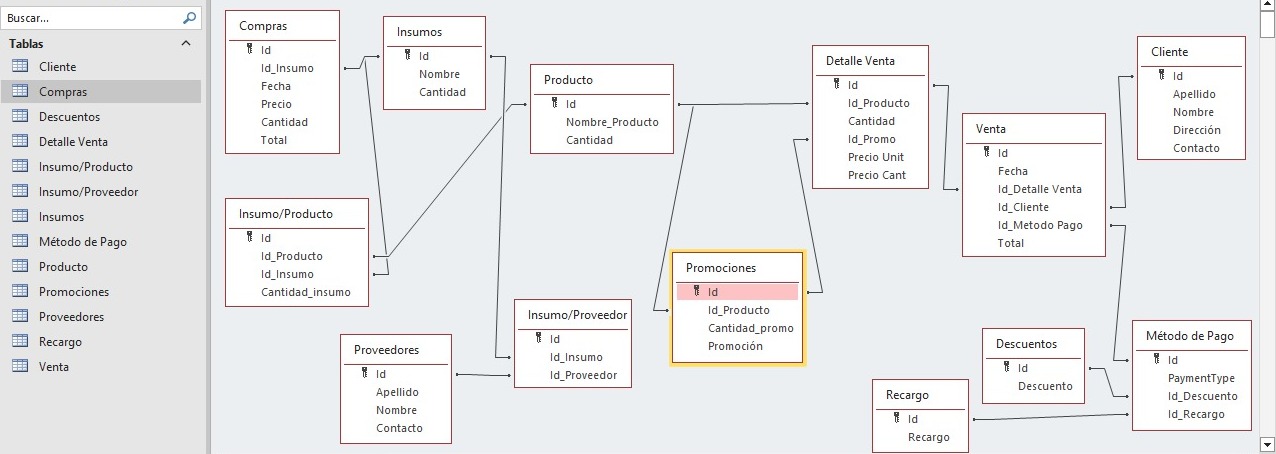 Buscar...
Tablas
Cliente
Compras
Descuentos
Detalle Venta
Insumo/Producto
Insumo/Proveedor
Insumos
Método de Pago
Producto
Promociones
Proveedores
Recargo
Venta
Compras
Id
Id_Insumo
Fecha
Precio
Cantidad
Total
Insumos
Id
Nombre
Cantidad
Producto
Id
Nombre_Producto
Cantidad
Detalle Venta
Id
Id_Producto
Cantidad
Id_Promo
Precio Unit
Precio Cant
Venta
Id
Fecha
Id_Detalle Venta
Id_Cliente
Id_Metodo Pago
Total
Cliente
Id
Apellido
Nombre
Dirección
Contacto
Insumo/Producto
Id
Id_Producto
Id_Insumo
Cantidad_insumo
Proveedores
Id
Apellido
Nombre
Contacto
Insumo/Proveedor
Id
Id_Insumo
Id_Proveedor
Promociones
Id
Id_Producto
Cantidad_promo
Promoción
Recargo
Id
Recargo
Descuentos
Id
Descuento
Método de Pago
Id
PaymentType
Id_Descuento
Id_Recargo